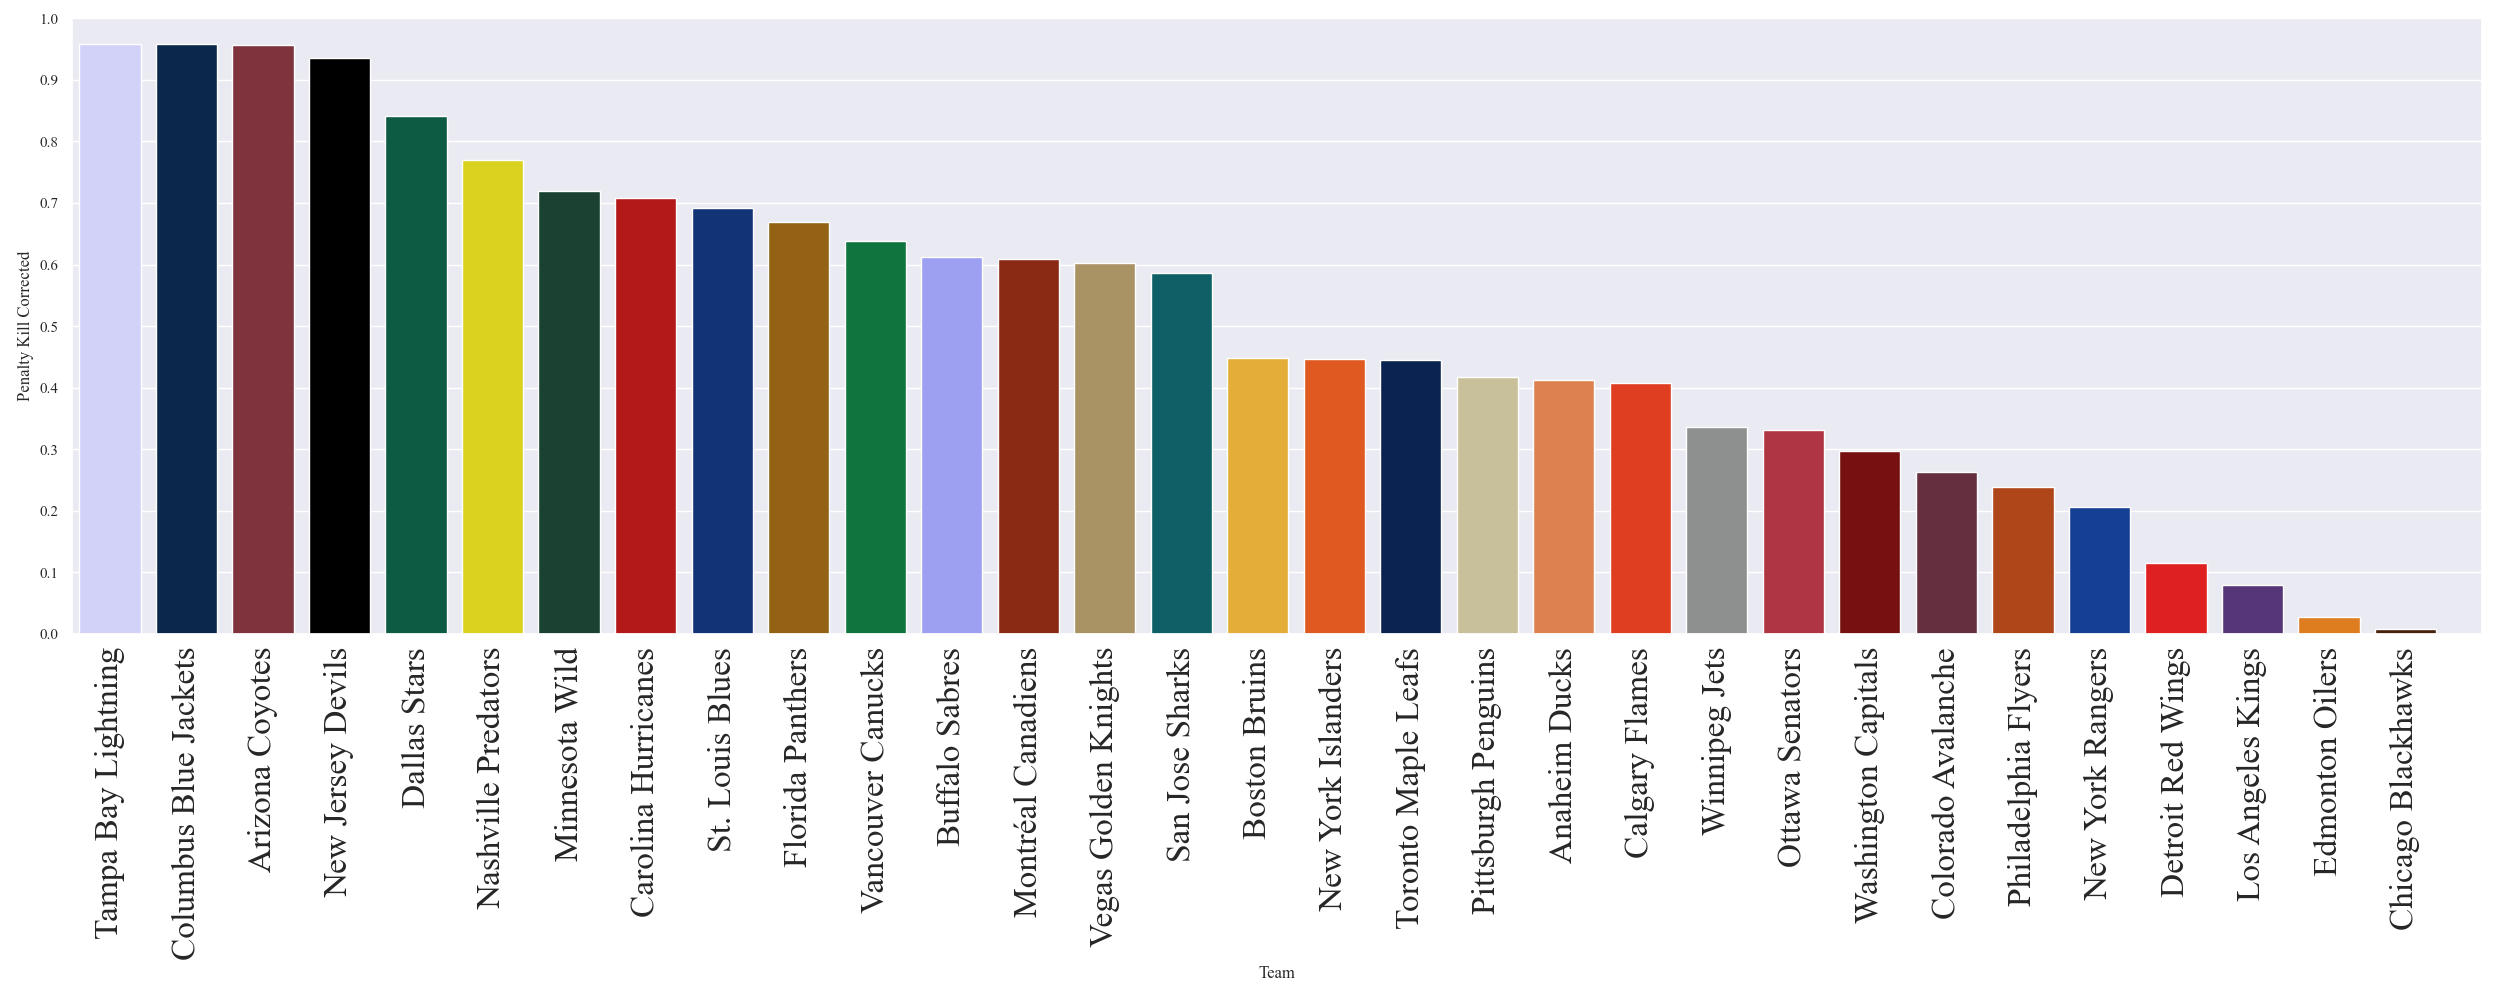 1.0
0.9
0.8
0.7
0.6
0.5
0.4
0.3
0.2
0.1
0.0
Penalty Kill Corrected
Tampa Bay Lightning
Columbus Blue Jackets
Arizona Coyotes
New Jersey Devils
Dallas Stars
Nashville Predators
Minnesota Wild
Carolina Hurricanes
St. Louis Blues
Florida Panthers
Vancouver Canucks
Buffalo Sabres
Montréal Canadiens
Vegas Golden Knights
San Jose Sharks
Boston Bruins
New York Islanders
Toronto Maple Leafs
Pittsburgh Penguins
Anaheim Ducks
Calgary Flames
Winnipeg Jets
Ottawa Senators
Washington Capitals
Colorado Avalanche
Philadelphia Flyers
New York Rangers
Detroit Red Wings
Los Angeles Kings
Edmonton Oilers
Chicago Blackhawks
Team